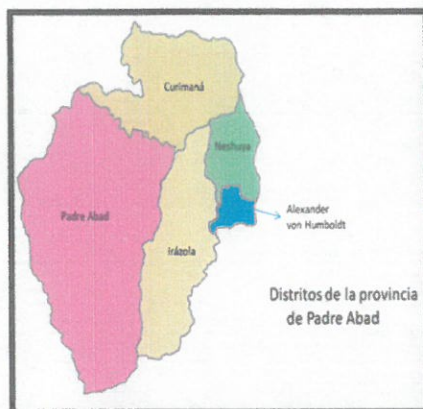 Curimaná
Neshuya
Padre Abad
Alexander
von Humboldt
Irázola
Distritos de la provincia
de Padre Abad